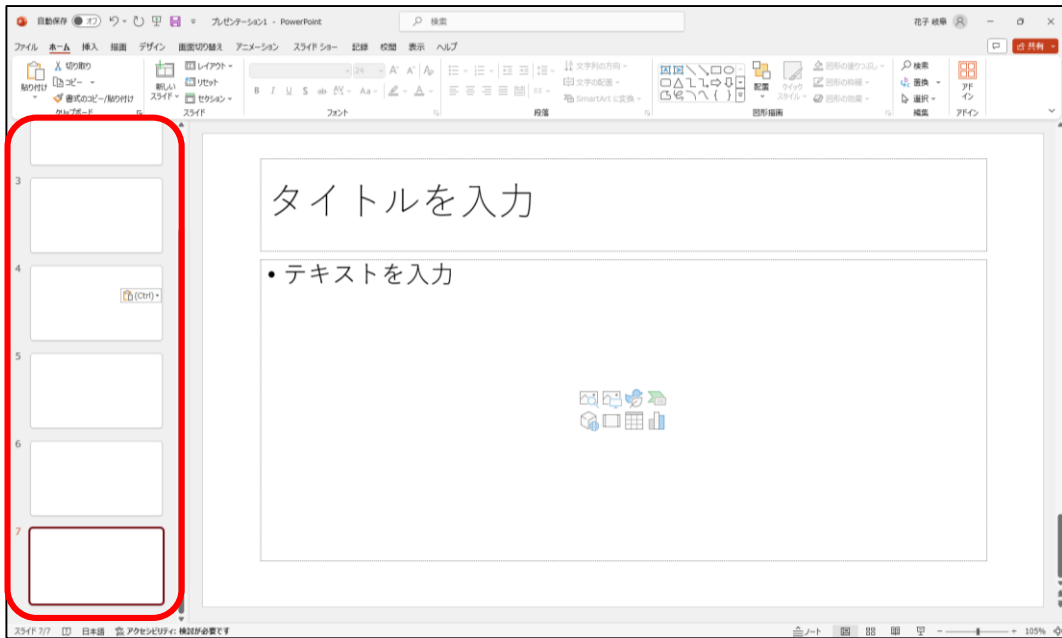 自動保存 オフ プレゼンテーション1 - PowerPoint 検索 花子 岐阜
ファイル ホーム 挿入 描画 デザイン 画面切り替え アニメーション スライド ショー 記録 校閲 表示 ヘルプ 共有
貼り付け 切り取り コピー 書式のコピー/貼り付け
クリップボード
新しいスライド レイアウト リセット セクション
スライド
24 A A A
B I U S ab AV Aa A
フォント
文字列の方向 文字の配置 SmartArt に変換
段落
配置 クイック スタイル 図形の塗りつぶし 図形の枠線 図形の効果
図形描画
検索 置換 選択
編集
アドイン
アドイン
3
4
(Ctrl)
5
6
7
タイトルを入力
• テキストを入力
スライド 7/7 日本語 アクセシビリティ: 検討が必要です ノート 105%